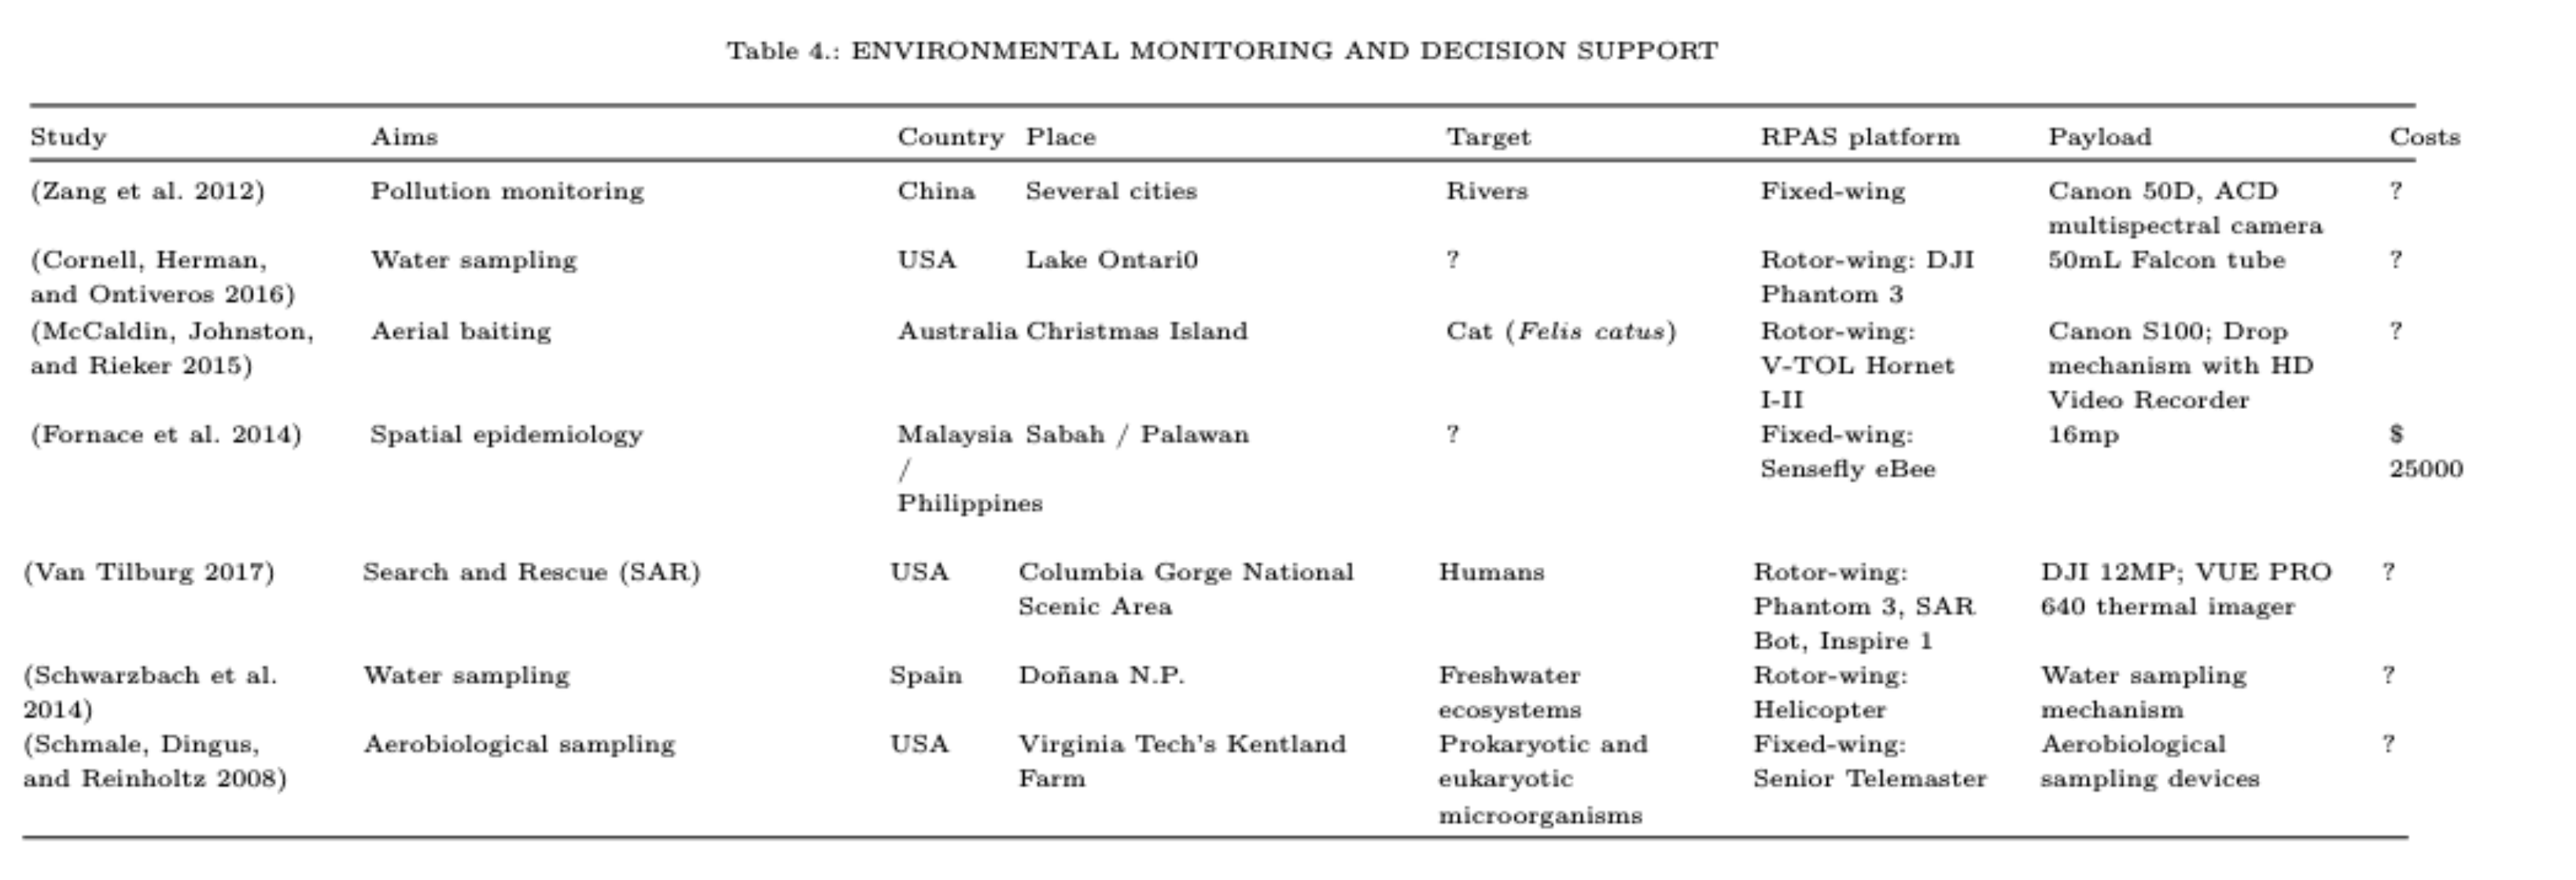 Table 4.: ENVIRONMENTAL MONITORING AND DECISION SUPPORT
Study Aims Country Place Target RPAS platform Payload Costs
(Zang et al. 2012) Pollution monitoring China Several cities Rivers Fixed-wing Canon 50D, ACD ?
multispectral camera
(Cornell, Herman, Water sampling USA Lake Ontari0 ? Rotor-wing: DJI 50mL Falcon tube ?
and Ontiveros 2016) Phantom 3
(McCaldin, Johnston, Aerial baiting Australia Christmas Island Cat (Felis catus) Rotor-wing: Canon S100; Drop ?
and Rieker 2015) V-TOL Hornet mechanism with HD
I-II Video Recorder
(Fornace et al. 2014) Spatial epidemiology Malaysia Sabah / Palawan ? Fixed-wing: 16mp $
/ Sensefly eBee 25000
Philippines
(Van Tilburg 2017) Search and Rescue (SAR) USA Columbia Gorge National Humans Rotor-wing: DJI 12MP; VUE PRO ?
Scenic Area Phantom 3, SAR 640 thermal imager
Bot, Inspire 1
(Schwarzbach et al. Water sampling Spain Doñana N.P. Freshwater Rotor-wing: Water sampling ?
2014) ecosystems Helicopter mechanism
(Schmale, Dingus, Aerobiological sampling USA Virginia Tech's Kentland Prokaryotic and Fixed-wing: Aerobiological ?
and Reinholtz 2008) Farm eukaryotic Senior Telemaster sampling devices
microorganisms